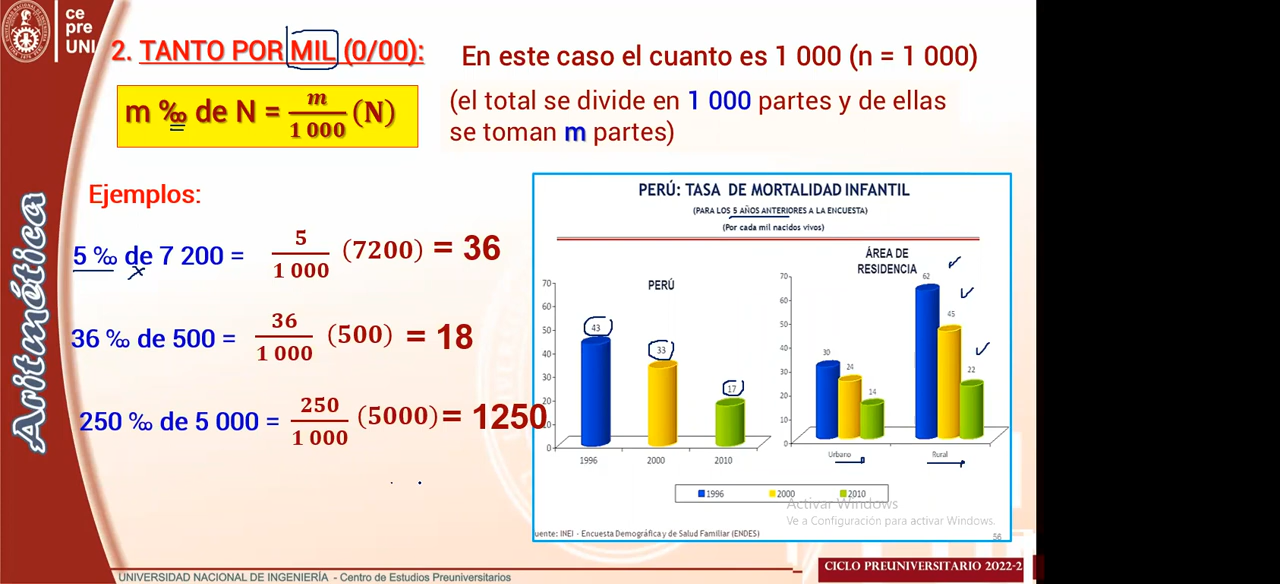 ce
pre
UNI
2. TANTO POR MIL (0/00):
En este caso el cuanto es 1 000 (n = 1 000)
m ‰ de N = m/1 000 (N)
(el total se divide en 1 000 partes y de ellas
se toman m partes)
Aritmética
Ejemplos:
5 ‰ de 7 200 = 5/1 000 (7200) = 36
36 ‰ de 500 = 36/1 000 (500) = 18
250 ‰ de 5 000 = 250/1 000 (5000) = 1250
PERÚ: TASA DE MORTALIDAD INFANTIL
(PARA LOS 5 AÑOS ANTERIORES A LA ENCUESTA)
(Por cada mil nacidos vivos)
PERÚ
70
60
50
40
30
20
10
0
43
33
17
1996 2000 2010
ÁREA DE
RESIDENCIA
70
60
50
40
30
20
10
0
30
24
14
62
45
22
Urbano Rural
1996 2000 2010
Activar Windows
Ve a Configuración para activar Windows.
uente: INEI - Encuesta Demográfica y de Salud Familiar (ENDES)
56
UNIVERSIDAD NACIONAL DE INGENIERÍA - Centro de Estudios Preuniversitarios
CICLO PREUNIVERSITARIO 2022-2